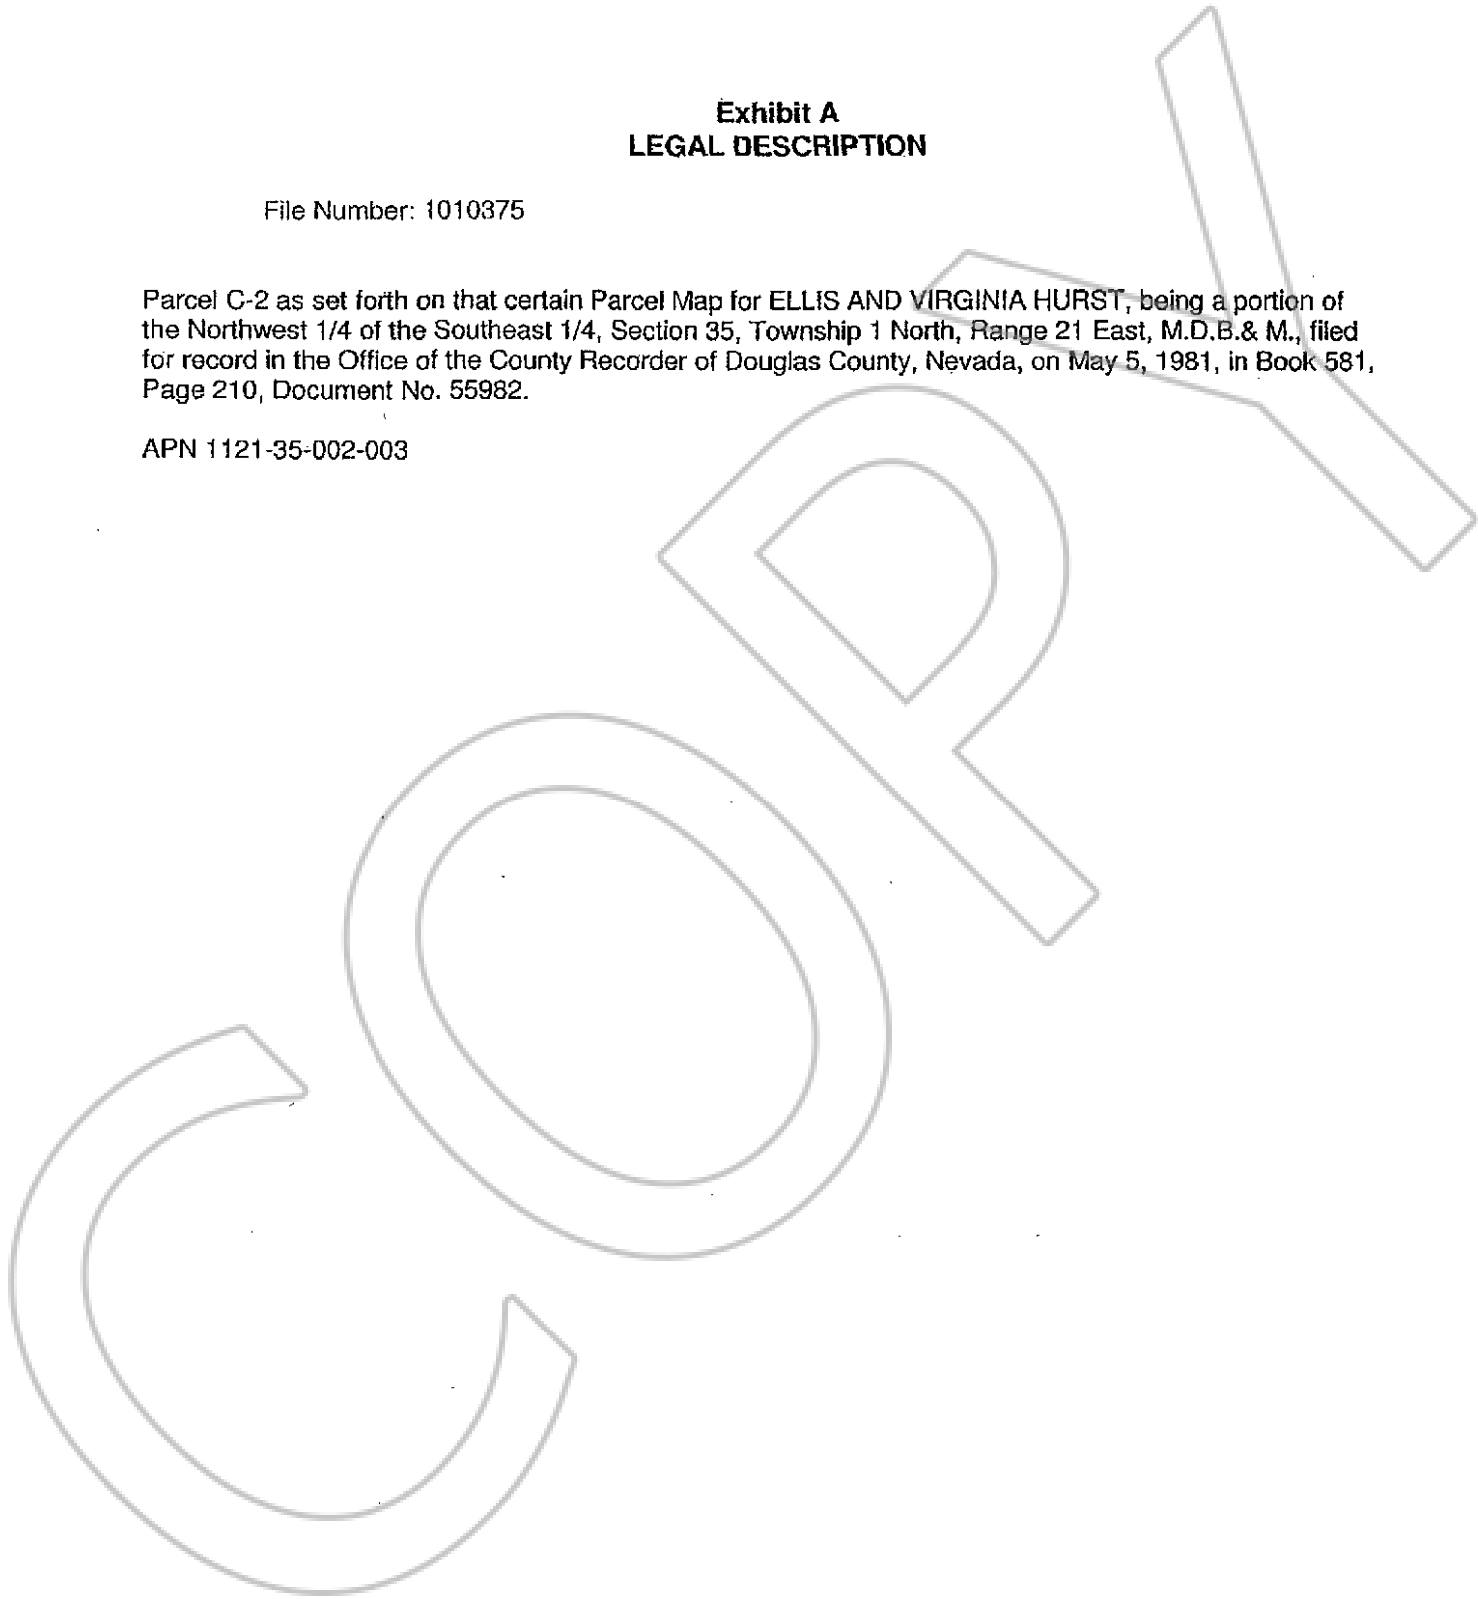 Exhibit A
LEGAL DESCRIPTION
File Number: 1010375
Parcel C-2 as set forth on that certain Parcel Map for ELLIS AND VIRGINIA HURST, being a portion of
the Northwest 1/4 of the Southeast 1/4, Section 35, Township 1 North, Range 21 East, M.D.B.& M., filed
for record in the Office of the County Recorder of Douglas County, Nevada, on May 5, 1981, in Book 581,
Page 210, Document No. 55982.
APN 1121-35-002-003
COPY